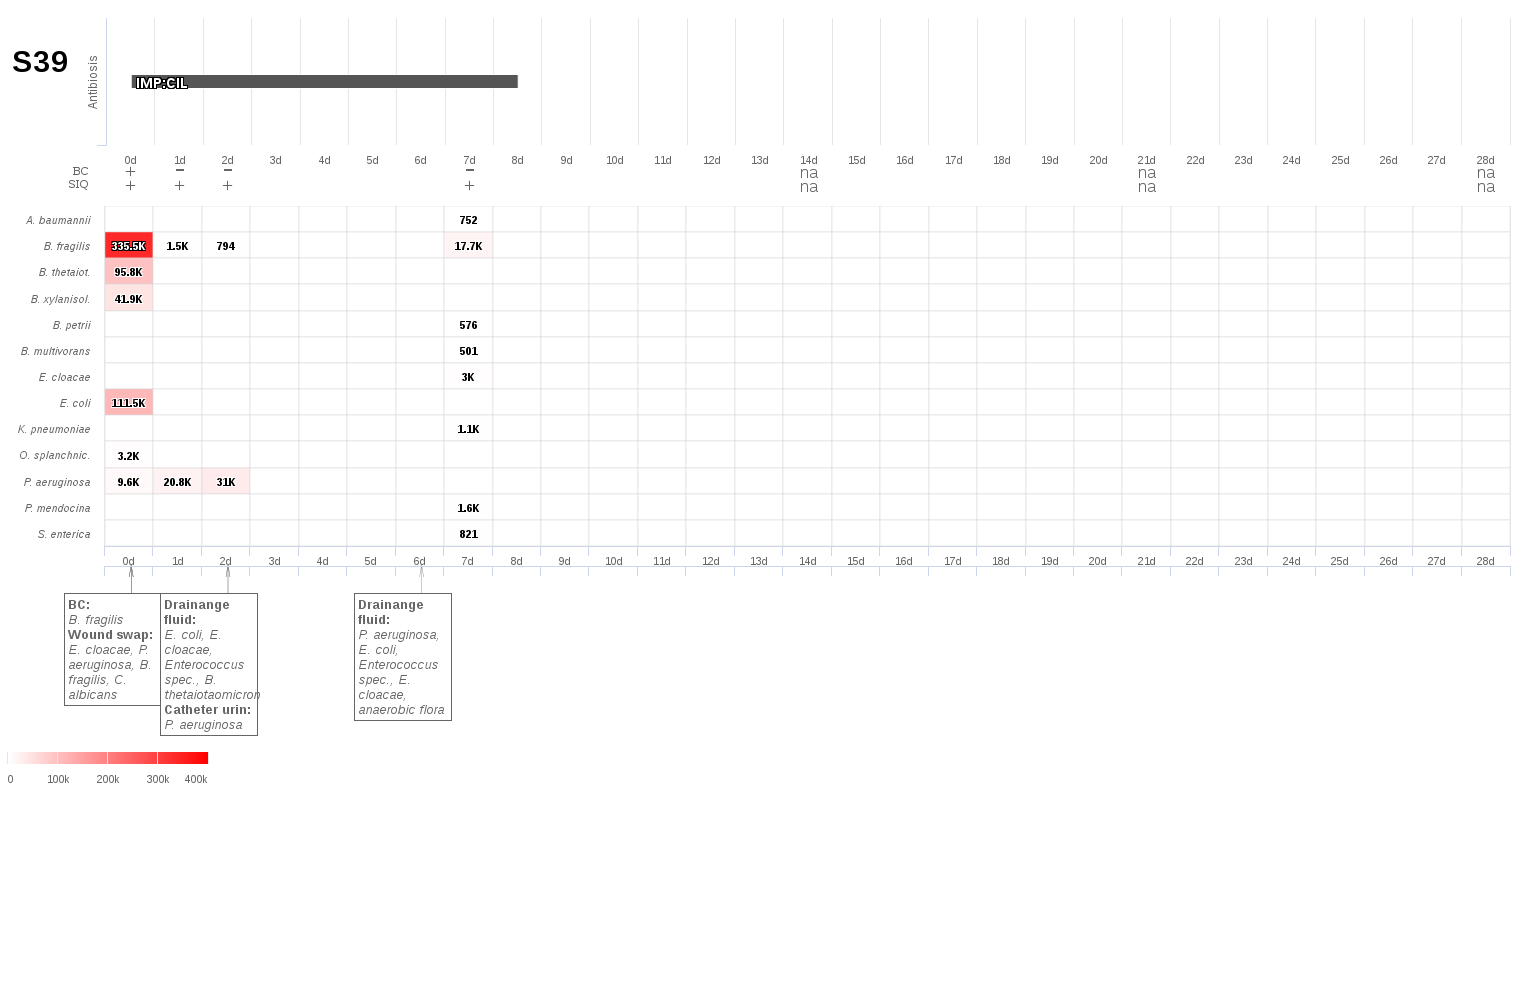 S39
Antibiosis
IMP:CIL
0d 1d 2d 3d 4d 5d 6d 7d 8d 9d 10d 11d 12d 13d 14d 15d 16d 17d 18d 19d 20d 21d 22d 23d 24d 25d 26d 27d 28d
BC + − − − na na na
SIQ + + + + na na na
A. baumannii 752
B. fragilis 335.5K 1.5K 794 17.7K
B. thetaiot. 95.8K
B. xylanisol. 41.9K
B. petrii 576
B. multivorans 501
E. cloacae 3K
E. coli 111.5K
K. pneumoniae 1.1K
O. splanchnic. 3.2K
P. aeruginosa 9.6K 20.8K 31K
P. mendocina 1.6K
S. enterica 821
0d 1d 2d 3d 4d 5d 6d 7d 8d 9d 10d 11d 12d 13d 14d 15d 16d 17d 18d 19d 20d 21d 22d 23d 24d 25d 26d 27d 28d
BC:
B. fragilis
Wound swap:
E. cloacae, P.
aeruginosa, B.
fragilis, C.
albicans
Drainange
fluid:
E. coli, E.
cloacae,
Enterococcus
spec., B.
thetaiotaomicron
Catheter urin:
P. aeruginosa
Drainange
fluid:
P. aeruginosa,
E. coli,
Enterococcus
spec., E.
cloacae,
anaerobic flora
0 100k 200k 300k 400k